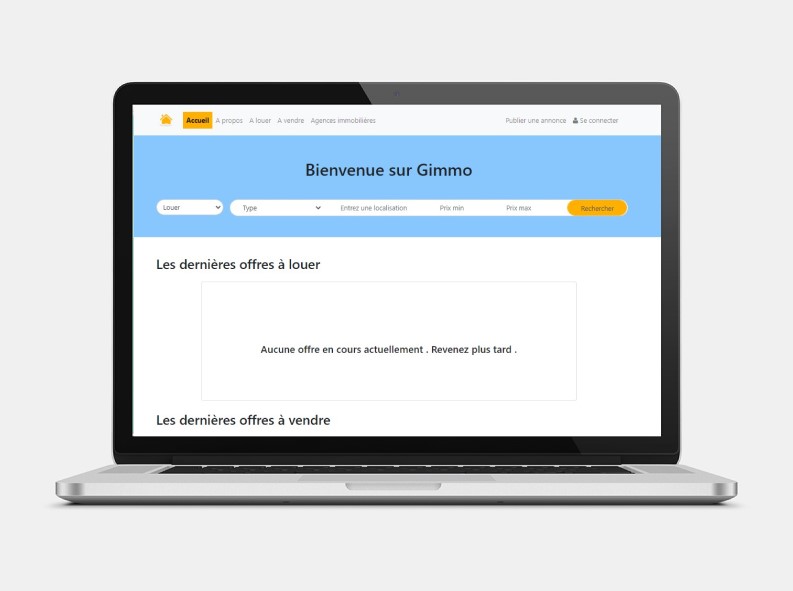 Accueil A propos A louer A vendre Agences immobilières Publier une annonce Se connecter
Bienvenue sur Gimmo
Louer Type Entrez une localisation Prix min Prix max Rechercher
Les dernières offres à louer
Aucune offre en cours actuellement . Revenez plus tard .
Les dernières offres à vendre